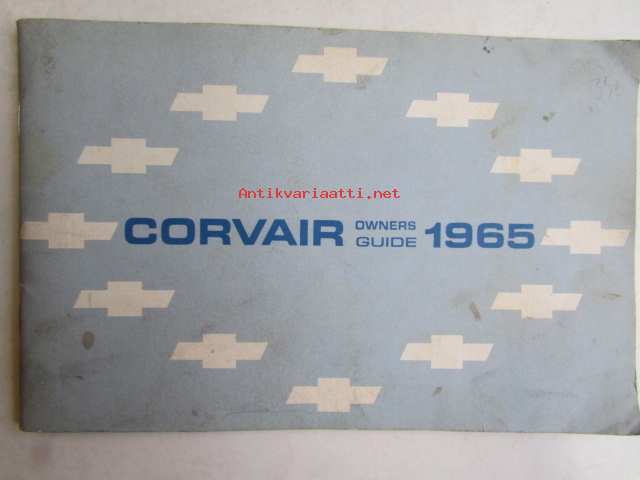 Antikvariaatti.net
CORVAIR OWNERS GUIDE 1965